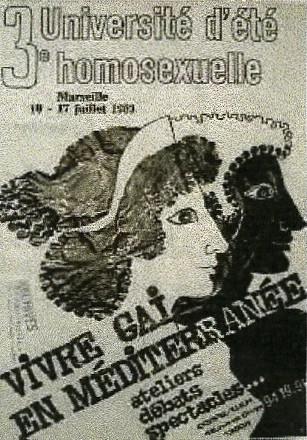 3e Université d'été
homosexuelle
Marseille
10 - 17 juillet 1983
VIVRE GAI
EN MÉDITERRANÉE
ateliers
débats
spectacles...